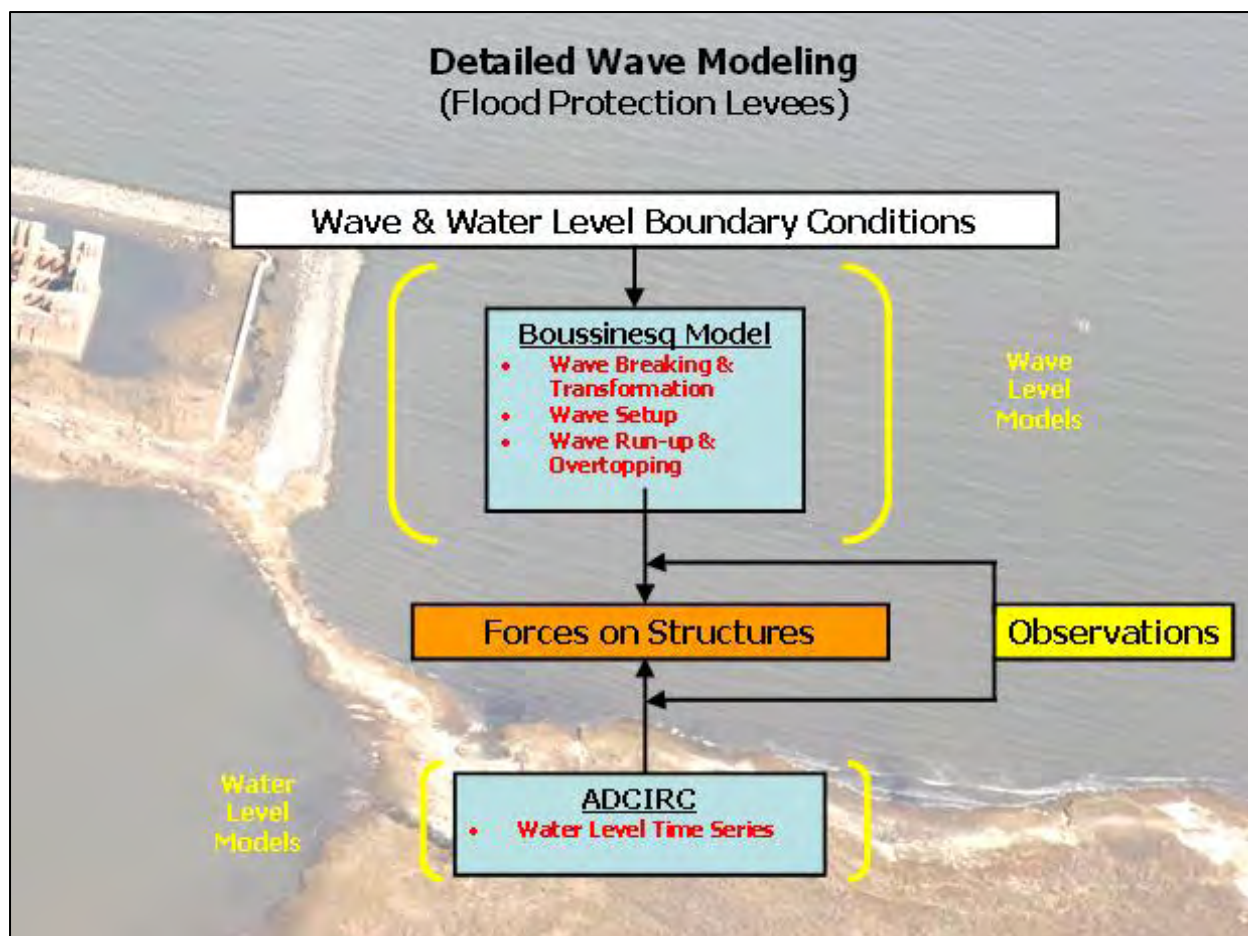 Detailed Wave Modeling
(Flood Protection Levees)
Wave & Water Level Boundary Conditions
Boussinesq Model
• Wave Breaking &
Transformation
• Wave Setup
• Wave Run-up &
Overtopping
Wave
Level
Models
Forces on Structures
Observations
Water
Level
Models
ADCIRC
• Water Level Time Series